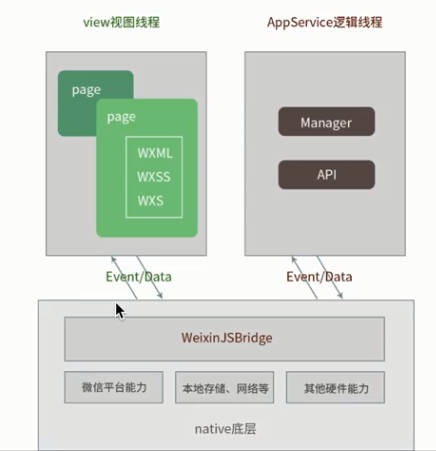 view视图线程
AppService逻辑线程
page
page
WXML
WXSS
WXS
Manager
API
Event/Data
Event/Data
WeixinJSBridge
微信平台能力
本地存储、网络等
其他硬件能力
native底层